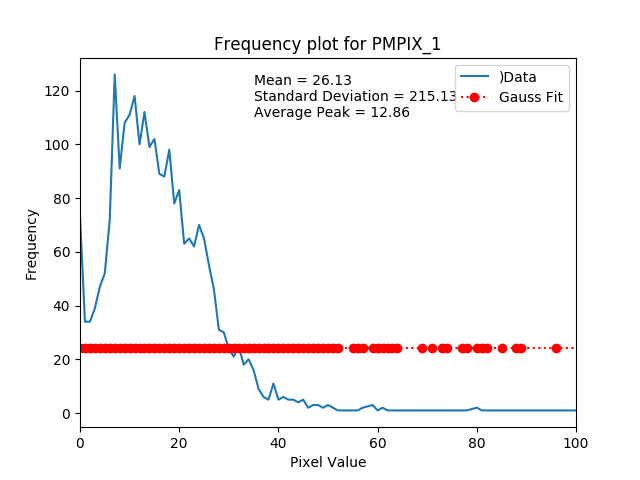 Frequency plot for PMPIX_1
Mean = 26.13
Standard Deviation = 215.13
Average Peak = 12.86
)Data
Gauss Fit
Frequency
120
100
80
60
40
20
0
0 20 40 60 80 100
Pixel Value